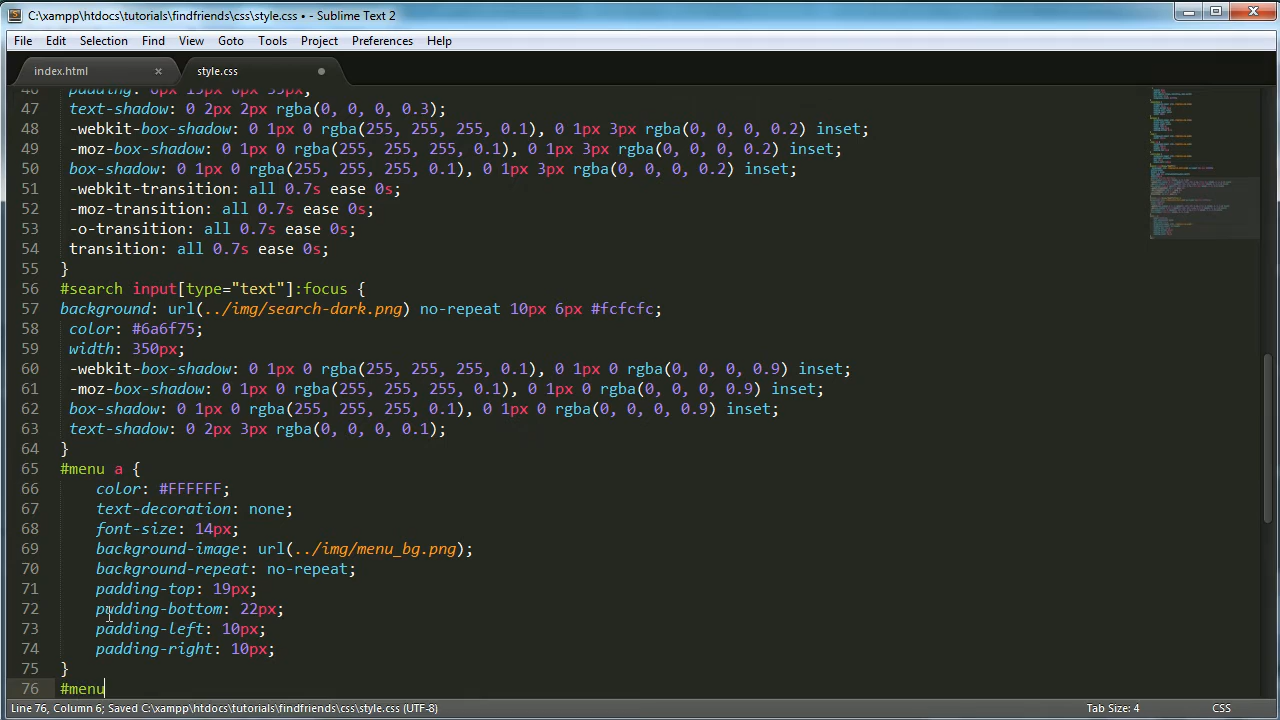 C:\xampp\htdocs\tutorials\findfriends\css\style.css • - Sublime Text 2
File Edit Selection Find View Goto Tools Project Preferences Help
index.html × style.css
46 padding: 6px 15px 6px 35px;
47 text-shadow: 0 2px 2px rgba(0, 0, 0, 0.3);
48 -webkit-box-shadow: 0 1px 0 rgba(255, 255, 255, 0.1), 0 1px 3px rgba(0, 0, 0, 0.2) inset;
49 -moz-box-shadow: 0 1px 0 rgba(255, 255, 255, 0.1), 0 1px 3px rgba(0, 0, 0, 0.2) inset;
50 box-shadow: 0 1px 0 rgba(255, 255, 255, 0.1), 0 1px 3px rgba(0, 0, 0, 0.2) inset;
51 -webkit-transition: all 0.7s ease 0s;
52 -moz-transition: all 0.7s ease 0s;
53 -o-transition: all 0.7s ease 0s;
54 transition: all 0.7s ease 0s;
55 }
56 #search input[type="text"]:focus {
57 background: url(../img/search-dark.png) no-repeat 10px 6px #fcfcfc;
58 color: #6a6f75;
59 width: 350px;
60 -webkit-box-shadow: 0 1px 0 rgba(255, 255, 255, 0.1), 0 1px 0 rgba(0, 0, 0, 0.9) inset;
61 -moz-box-shadow: 0 1px 0 rgba(255, 255, 255, 0.1), 0 1px 0 rgba(0, 0, 0, 0.9) inset;
62 box-shadow: 0 1px 0 rgba(255, 255, 255, 0.1), 0 1px 0 rgba(0, 0, 0, 0.9) inset;
63 text-shadow: 0 2px 3px rgba(0, 0, 0, 0.1);
64 }
65 #menu a {
66 color: #FFFFFF;
67 text-decoration: none;
68 font-size: 14px;
69 background-image: url(../img/menu_bg.png);
70 background-repeat: no-repeat;
71 padding-top: 19px;
72 padding-bottom: 22px;
73 padding-left: 10px;
74 padding-right: 10px;
75 }
76 #menu
Line 76, Column 6; Saved C:\xampp\htdocs\tutorials\findfriends\css\style.css (UTF-8) Tab Size: 4 CSS